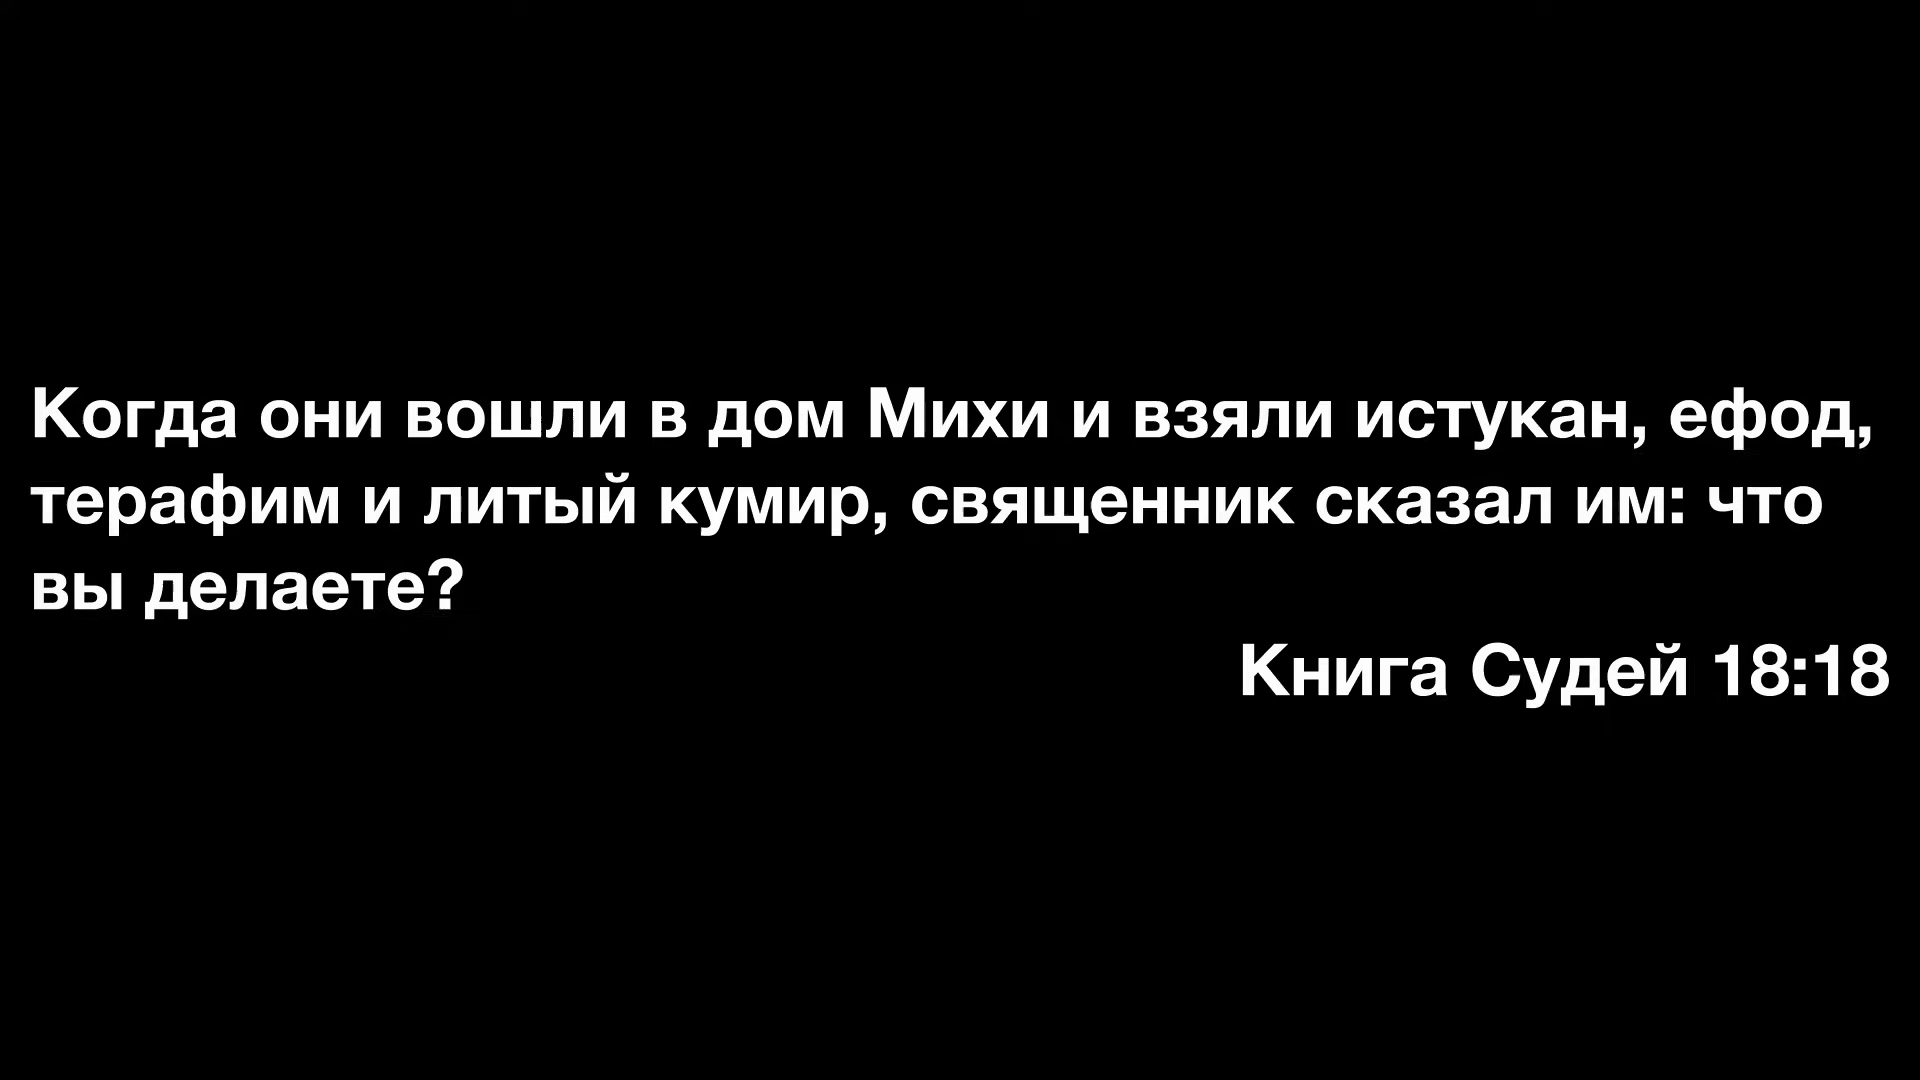 Когда они вошли в дом Михи и взяли истукан, ефод,
терафим и литый кумир, священник сказал им: что
вы делаете?
Книга Судей 18:18